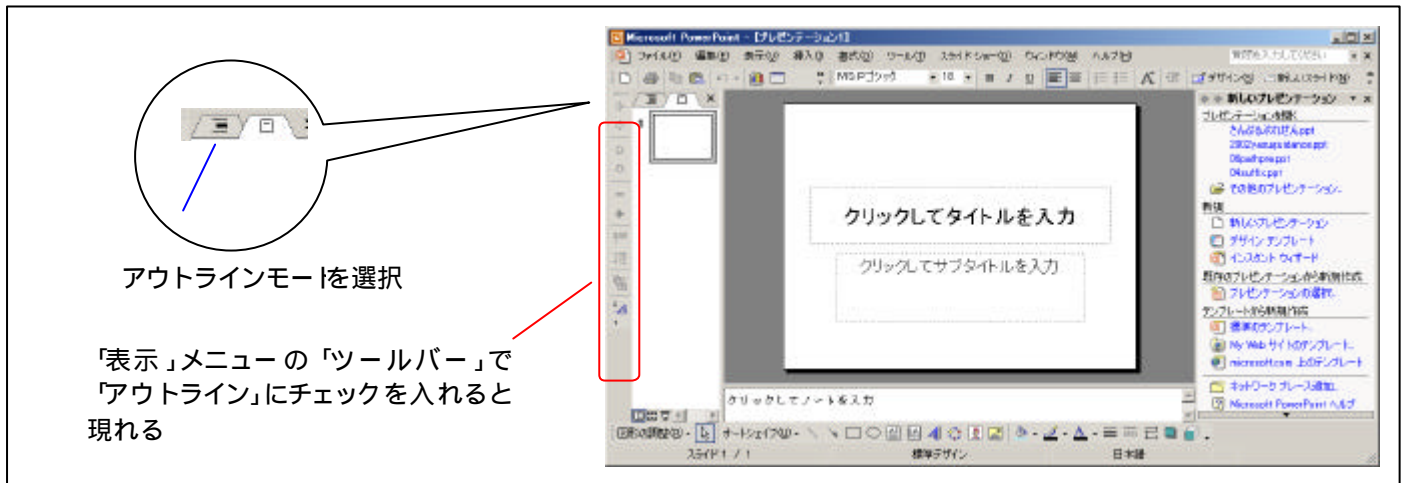 アウトラインモードを選択
「表示」メニューの「ツールバー」で
「アウトライン」にチェックを入れると
現れる
Microsoft PowerPoint - [プレゼンテーション1]
ファイル(F) 編集(E) 表示(V) 挿入(I) 書式(O) ツール(T) スライド ショー(D) ウィンドウ(W) ヘルプ(H)
MS Pゴシック 18 デザイン(S) 新しいスライド(N)
新しいプレゼンテーション
プレゼンテーションを開く
その他のプレゼンテーション...
新規
新しいプレゼンテーション
デザイン テンプレート
インスタント ウィザード
既存のプレゼンテーションから新規作成
プレゼンテーションの選択...
テンプレートから新規作成
標準のテンプレート...
My Web サイトのテンプレート...
microsoft.com 上のテンプレート
ネットワーク プレース追加...
Microsoft PowerPoint ヘルプ
クリックしてタイトルを入力
クリックしてサブタイトルを入力
クリックしてノートを入力
図形の調整(R) オートシェイプ(U)
スライド 1 / 1 標準デザイン 日本語